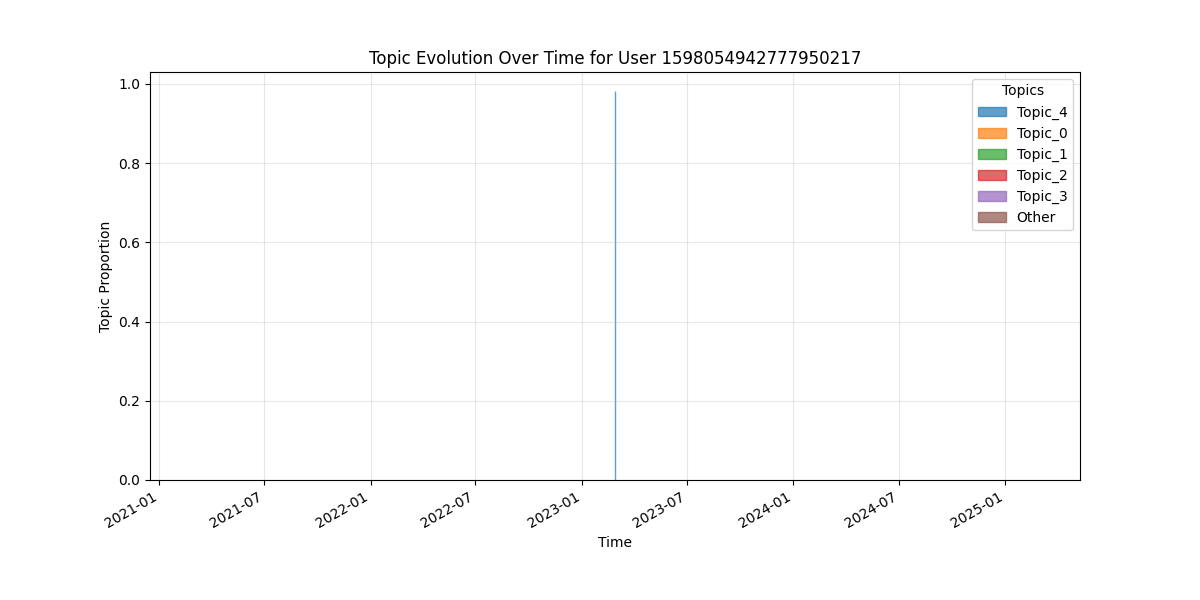 Topic Evolution Over Time for User 1598054942777950217
Topics
Topic_4
Topic_0
Topic_1
Topic_2
Topic_3
Other
Topic Proportion
1.0
0.8
0.6
0.4
0.2
0.0
2021-01
2021-07
2022-01
2022-07
2023-01
2023-07
2024-01
2024-07
2025-01
Time